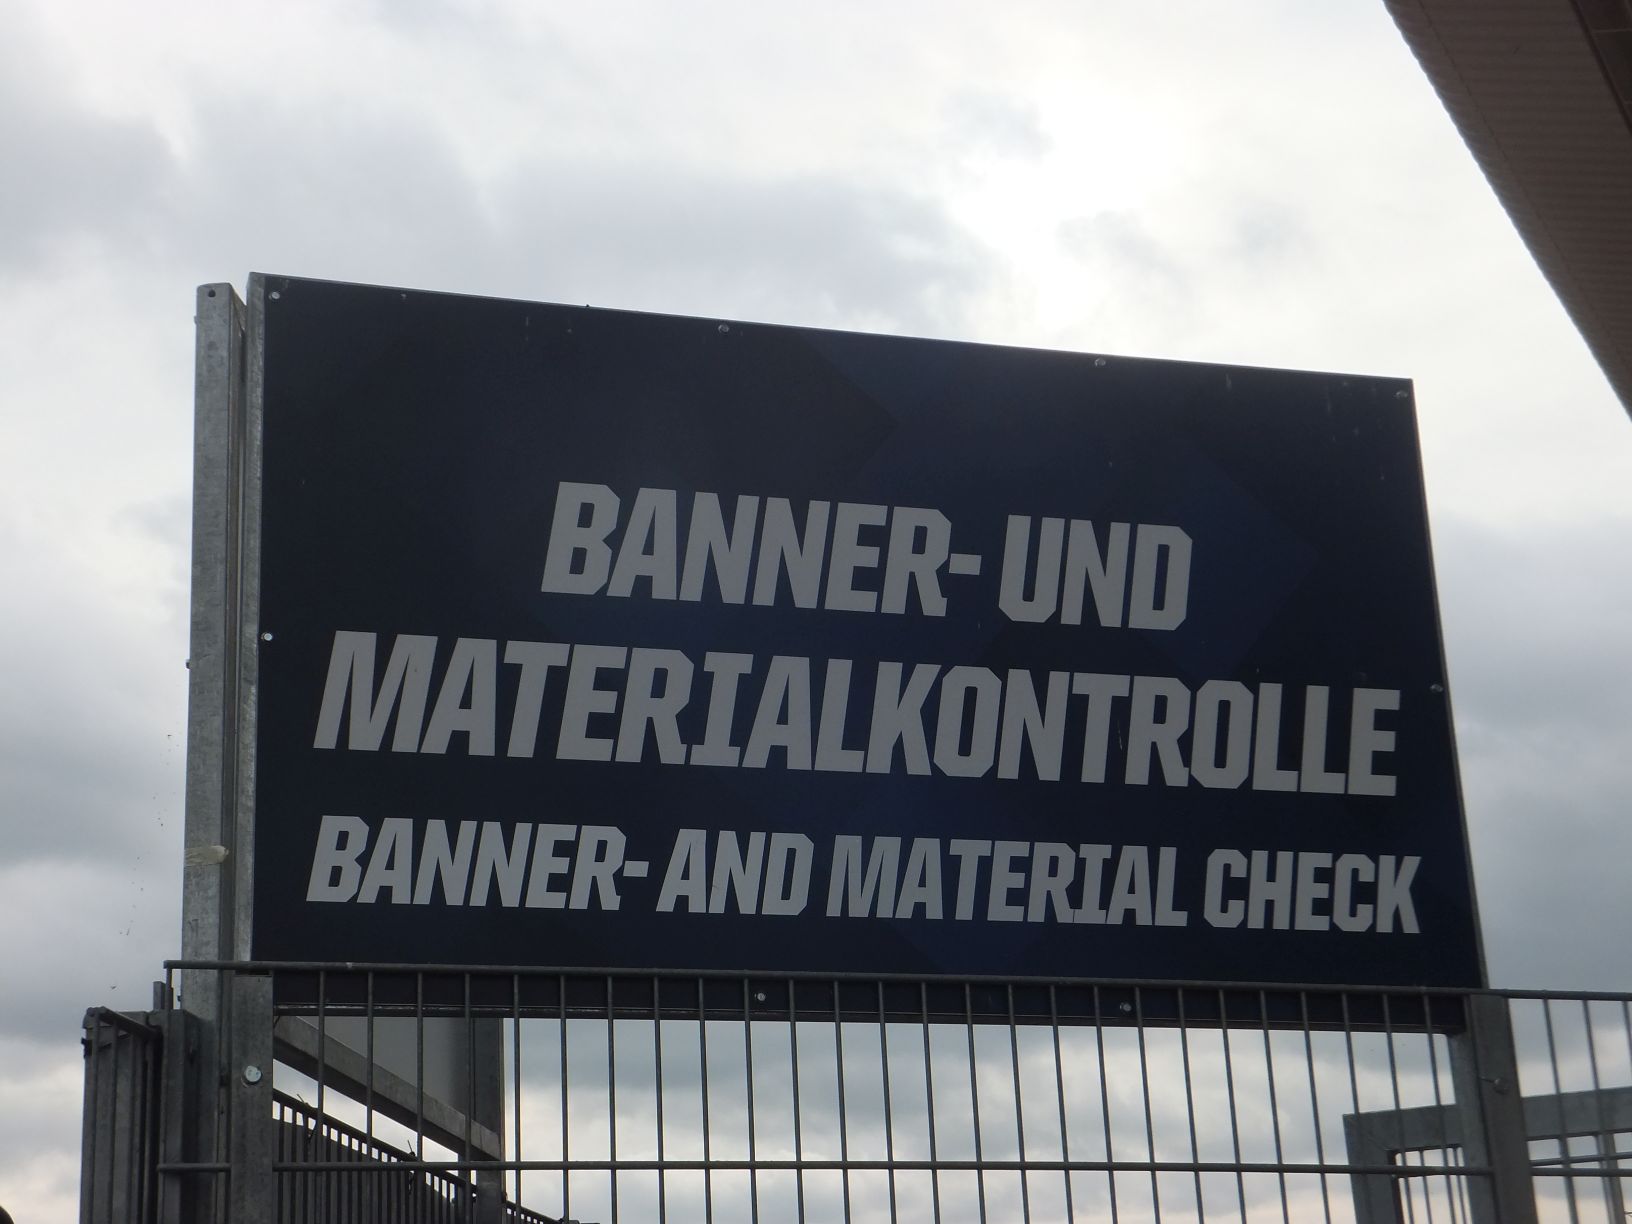 BANNER- UND
MATERIALKONTROLLE
BANNER- AND MATERIAL CHECK